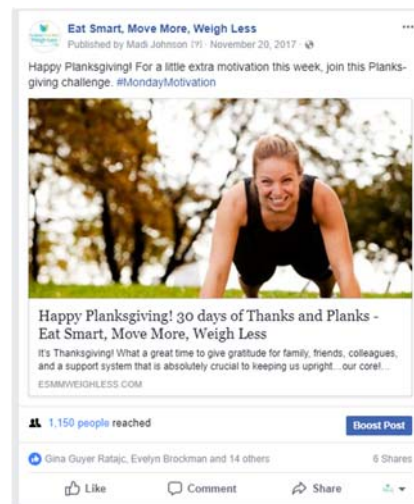 Eat Smart, Move More, Weigh Less
Published by Madi Johnson [?] · November 20, 2017 ·
Happy Planksgiving! For a little extra motivation this week, join this Planks-
giving challenge. #MondayMotivation
Happy Planksgiving! 30 days of Thanks and Planks -
Eat Smart, Move More, Weigh Less
It's Thanksgiving! What a great time to give gratitude for family, friends, colleagues,
and a support system that is absolutely crucial to keeping us upright...our core!...
ESMMWEIGHLESS.COM
1,150 people reached
Boost Post
Gina Guyer Ratajc, Evelyn Brockman and 14 others
6 Shares
Like
Comment
Share